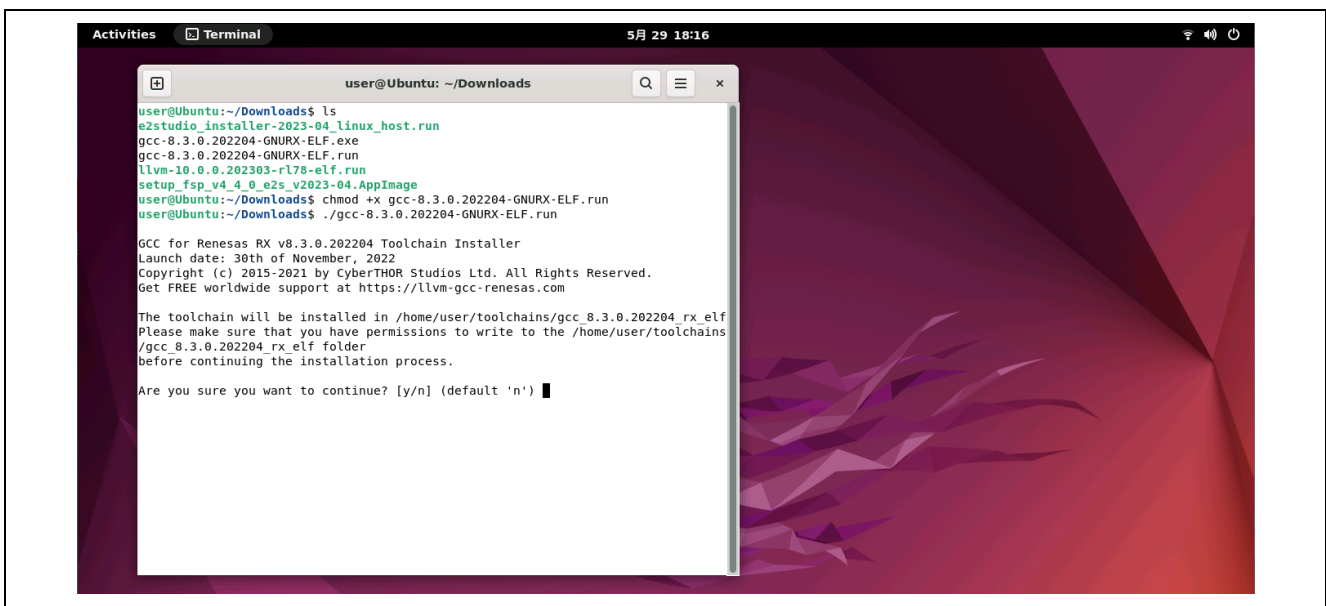 Activities Terminal 5月 29 18:16
user@Ubuntu: ~/Downloads
user@Ubuntu:~/Downloads$ ls
e2studio_installer-2023-04_linux_host.run
gcc-8.3.0.202204-GNURX-ELF.exe
gcc-8.3.0.202204-GNURX-ELF.run
llvm-10.0.0.202303-rl78-elf.run
setup_fsp_v4_4_0_e2s_v2023-04.AppImage
user@Ubuntu:~/Downloads$ chmod +x gcc-8.3.0.202204-GNURX-ELF.run
user@Ubuntu:~/Downloads$ ./gcc-8.3.0.202204-GNURX-ELF.run
GCC for Renesas RX v8.3.0.202204 Toolchain Installer
Launch date: 30th of November, 2022
Copyright (c) 2015-2021 by CyberTHOR Studios Ltd. All Rights Reserved.
Get FREE worldwide support at https://llvm-gcc-renesas.com
The toolchain will be installed in /home/user/toolchains/gcc_8.3.0.202204_rx_elf
Please make sure that you have permissions to write to the /home/user/toolchains
/gcc_8.3.0.202204_rx_elf folder
before continuing the installation process.
Are you sure you want to continue? [y/n] (default 'n')